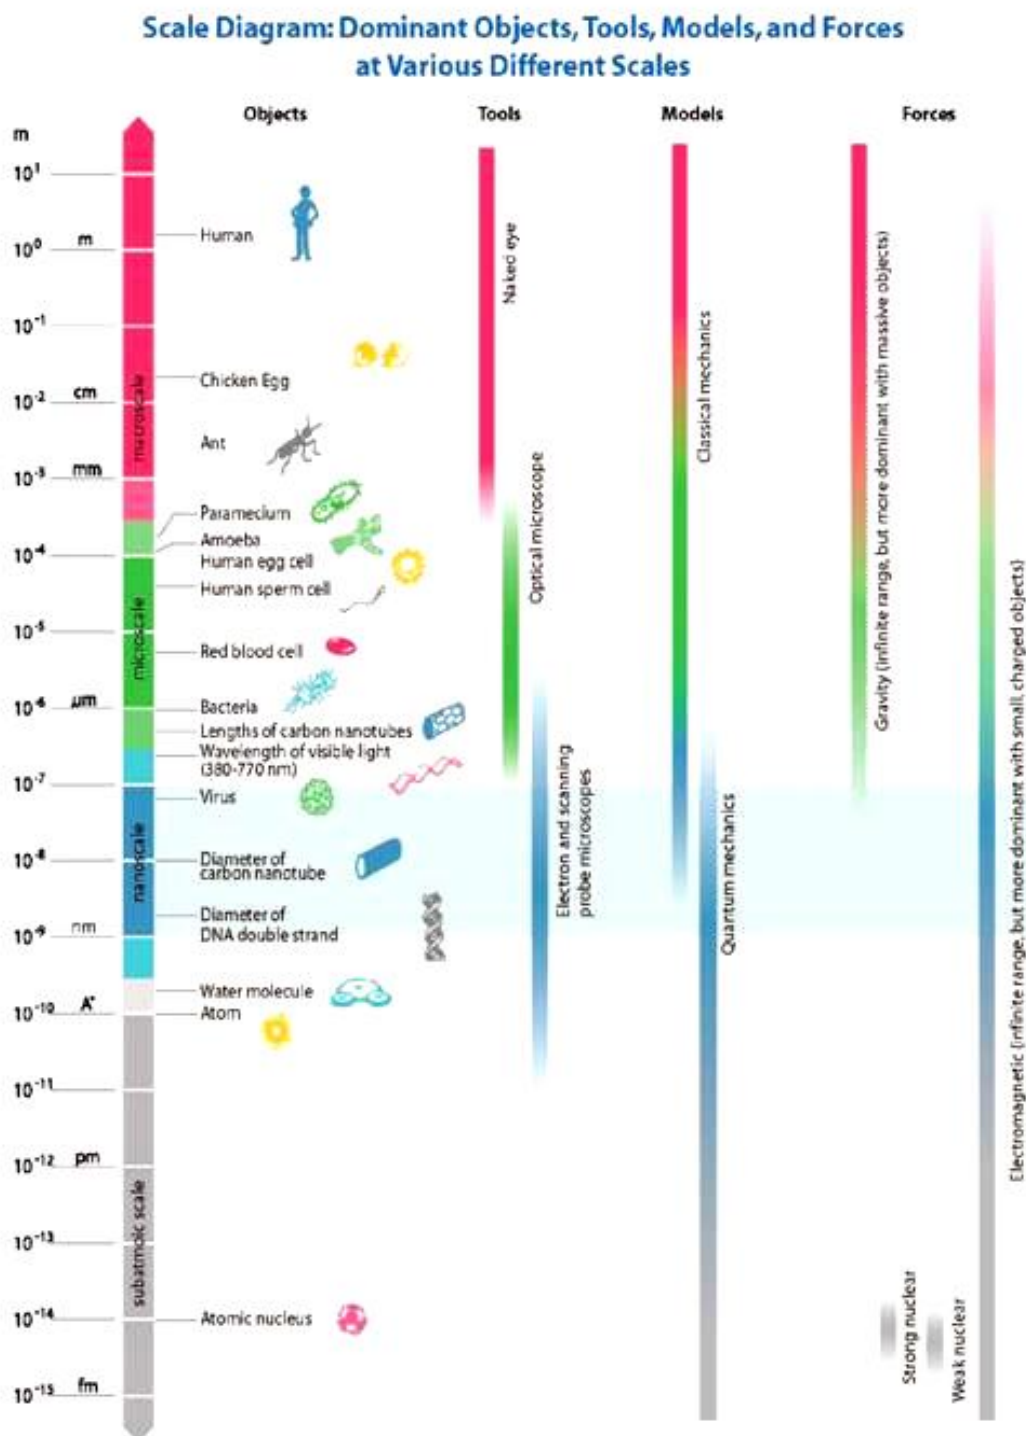 Scale Diagram: Dominant Objects, Tools, Models, and Forces
at Various Different Scales
Objects
Tools
Models
Forces
m
10¹
10⁰ m
10⁻¹
10⁻² cm
10⁻³ mm
10⁻⁴
10⁻⁵
10⁻⁶ µm
10⁻⁷
10⁻⁸
10⁻⁹ nm
10⁻¹⁰ A°
10⁻¹¹
10⁻¹² pm
10⁻¹³
10⁻¹⁴
10⁻¹⁵ fm
macroscale
microscale
nanoscale
subatmoic scale
Human
Chicken Egg
Ant
Paramecium
Amoeba
Human egg cell
Human sperm cell
Red blood cell
Bacteria
Lengths of carbon nanotubes
Wavelength of visible light
(380-770 nm)
Virus
Diameter of
carbon nanotube
Diameter of
DNA double strand
Water molecule
Atom
Atomic nucleus
Naked eye
Optical microscope
Electron and scanning
probe microscopes
Classical mechanics
Quantum mechanics
Gravity (infinite range, but more dominant with massive objects)
Strong nuclear
Weak nuclear
Electromagnetic (infinite range, but more dominant with small, charged objects)